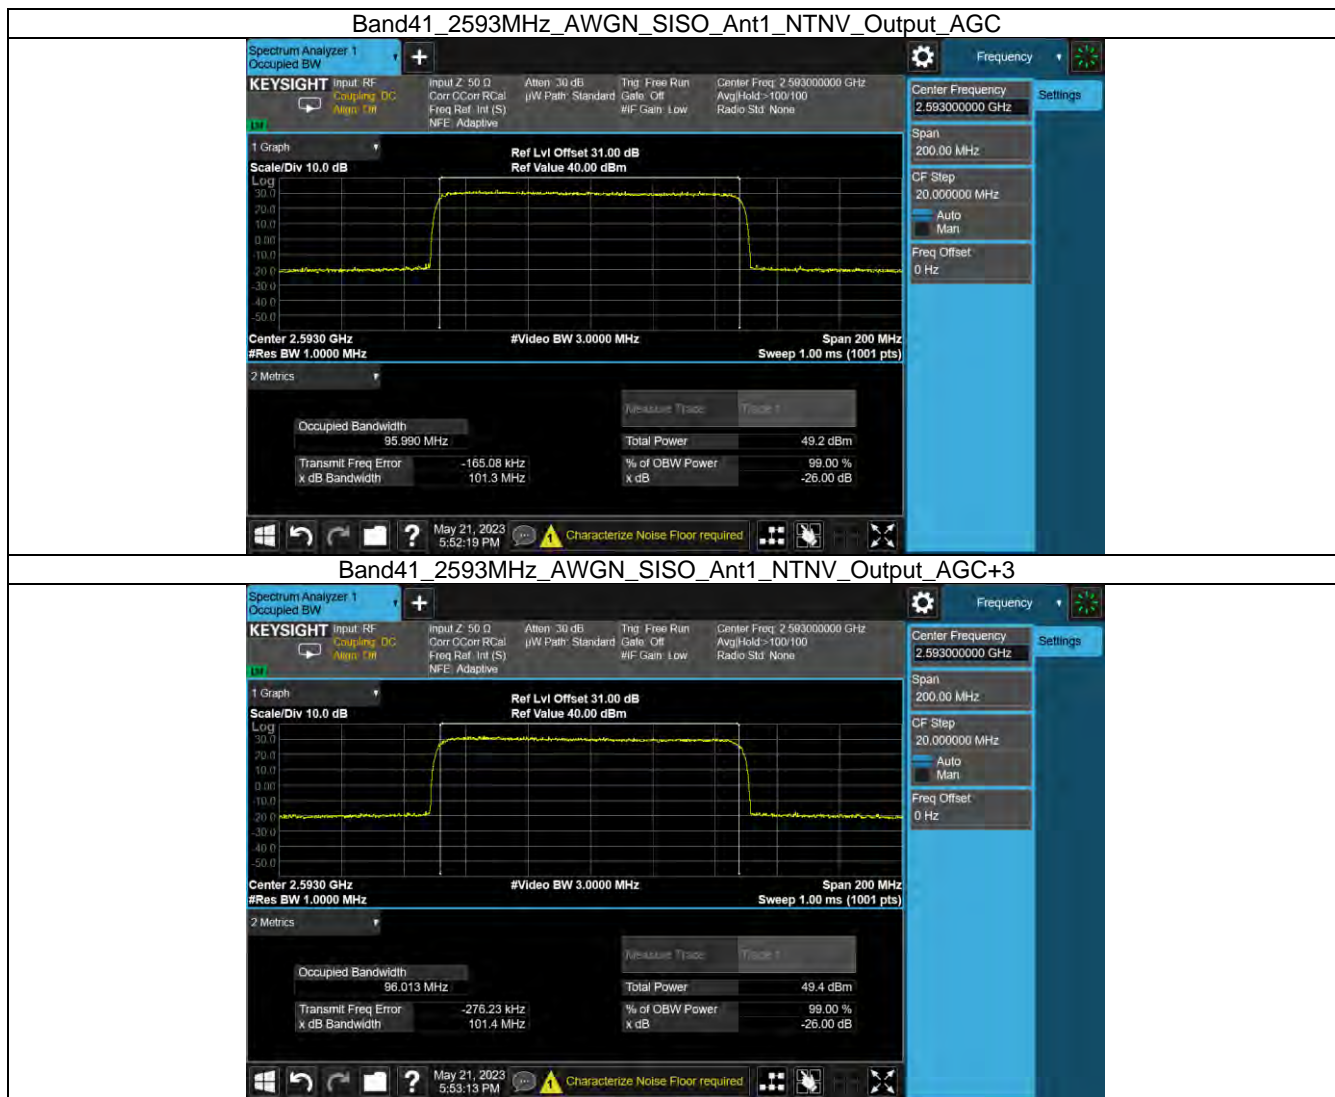 Band41_2593MHz_AWGN_SISO_Ant1_NTNV_Output_AGC
Spectrum Analyzer 1
Occupied BW
+
Frequency
KEYSIGHT Input: RF
Coupling: DC
Align: Off
Input Z: 50 Ω
Corr CCorr RCal
Freq Ref: Int (S)
NFE: Adaptive
Atten: 30 dB
µW Path: Standard
Trig: Free Run
Gate: Off
#IF Gain: Low
Center Freq: 2.593000000 GHz
Avg|Hold:>100/100
Radio Std: None
Center Frequency
2.593000000 GHz
Settings
Span
200.00 MHz
CF Step
20.000000 MHz
Auto
Man
Freq Offset
0 Hz
1 Graph
Scale/Div 10.0 dB
Ref Lvl Offset 31.00 dB
Ref Value 40.00 dBm
Log
30.0
20.0
10.0
0.00
-10.0
-20.0
-30.0
-40.0
-50.0
Center 2.5930 GHz
#Res BW 1.0000 MHz
#Video BW 3.0000 MHz
Span 200 MHz
Sweep 1.00 ms (1001 pts)
2 Metrics
Measure Trace Trace 1
Occupied Bandwidth
95.990 MHz
Total Power 49.2 dBm
Transmit Freq Error -165.08 kHz
% of OBW Power 99.00 %
x dB Bandwidth 101.3 MHz
x dB -26.00 dB
?
May 21, 2023
5:52:19 PM
Characterize Noise Floor required
Band41_2593MHz_AWGN_SISO_Ant1_NTNV_Output_AGC+3
Spectrum Analyzer 1
Occupied BW
+
Frequency
KEYSIGHT Input: RF
Coupling: DC
Align: Off
Input Z: 50 Ω
Corr CCorr RCal
Freq Ref: Int (S)
NFE: Adaptive
Atten: 30 dB
µW Path: Standard
Trig: Free Run
Gate: Off
#IF Gain: Low
Center Freq: 2.593000000 GHz
Avg|Hold:>100/100
Radio Std: None
Center Frequency
2.593000000 GHz
Settings
Span
200.00 MHz
CF Step
20.000000 MHz
Auto
Man
Freq Offset
0 Hz
1 Graph
Scale/Div 10.0 dB
Ref Lvl Offset 31.00 dB
Ref Value 40.00 dBm
Log
30.0
20.0
10.0
0.00
-10.0
-20.0
-30.0
-40.0
-50.0
Center 2.5930 GHz
#Res BW 1.0000 MHz
#Video BW 3.0000 MHz
Span 200 MHz
Sweep 1.00 ms (1001 pts)
2 Metrics
Measure Trace Trace 1
Occupied Bandwidth
96.013 MHz
Total Power 49.4 dBm
Transmit Freq Error -276.23 kHz
% of OBW Power 99.00 %
x dB Bandwidth 101.4 MHz
x dB -26.00 dB
?
May 21, 2023
5:53:13 PM
Characterize Noise Floor required